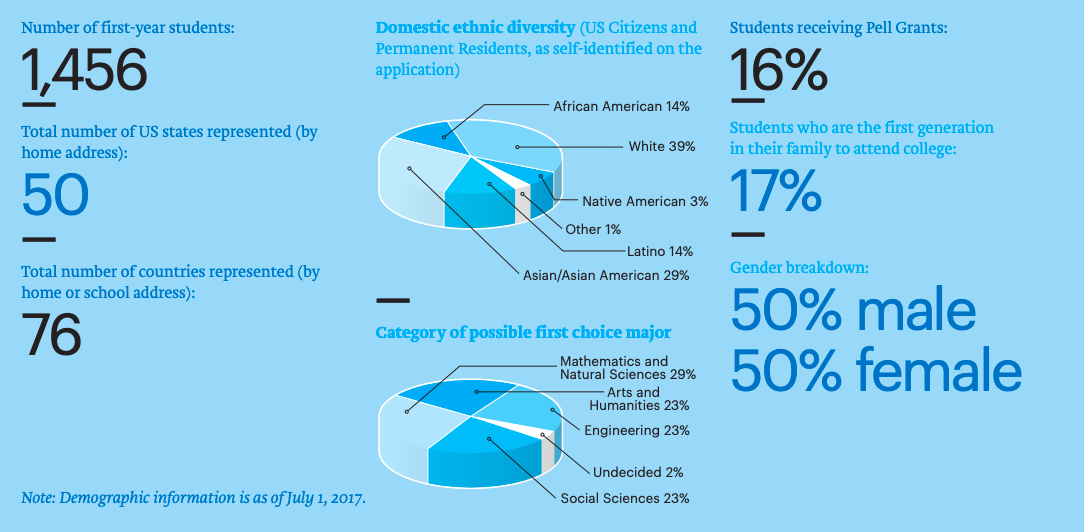 Number of first-year students:
1,456
Total number of US states represented (by
home address):
50
Total number of countries represented (by
home or school address):
76
Note: Demographic information is as of July 1, 2017.
Domestic ethnic diversity (US Citizens and
Permanent Residents, as self-identified on the
application)
African American 14%
White 39%
Native American 3%
Other 1%
Latino 14%
Asian/Asian American 29%
Category of possible first choice major
Mathematics and
Natural Sciences 29%
Arts and
Humanities 23%
Engineering 23%
Undecided 2%
Social Sciences 23%
Students receiving Pell Grants:
16%
Students who are the first generation
in their family to attend college:
17%
Gender breakdown:
50% male
50% female